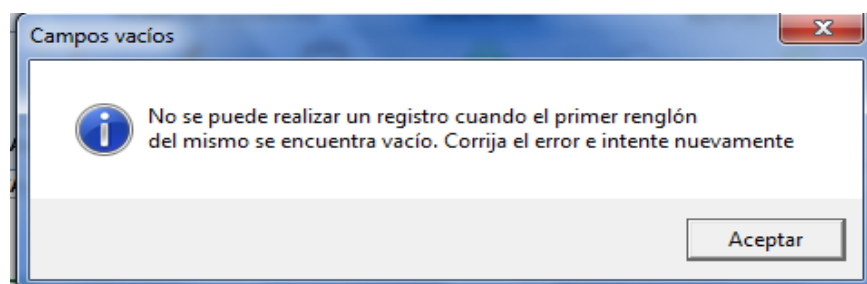 Campos vacíos
No se puede realizar un registro cuando el primer renglón
del mismo se encuentra vacío. Corrija el error e intente nuevamente
Aceptar